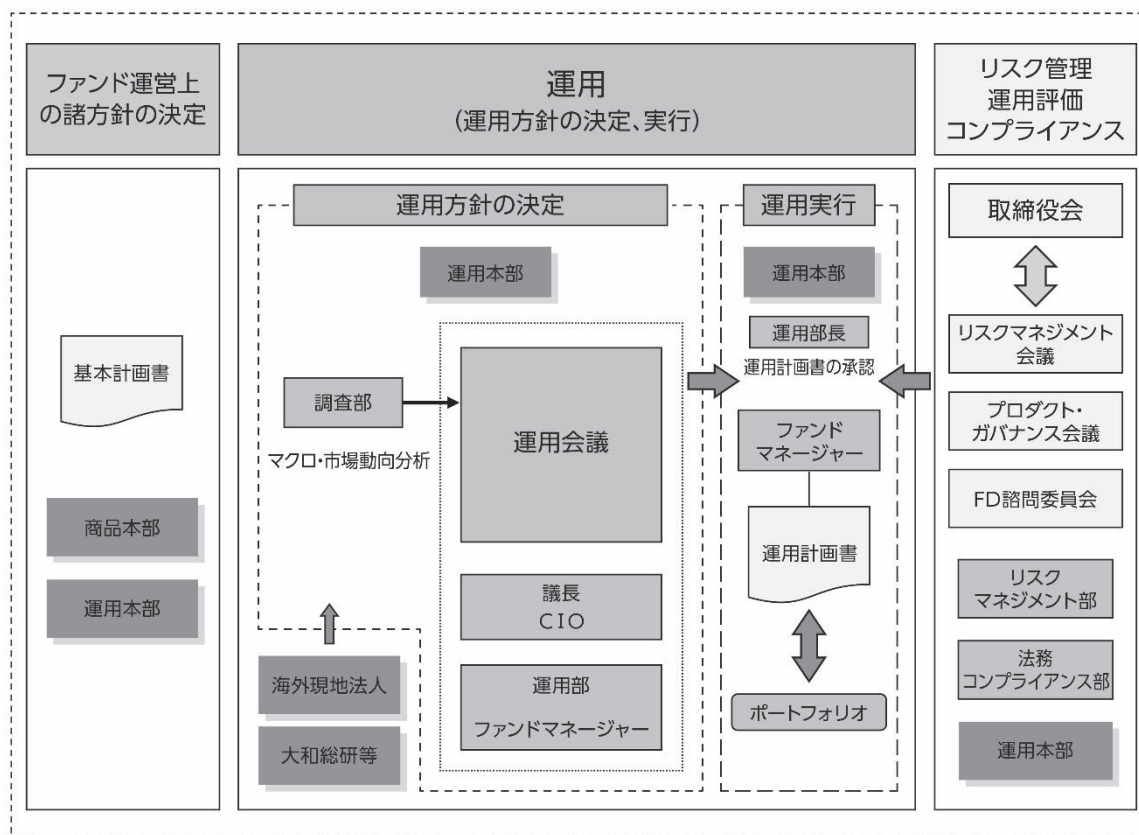 ファンド運営上
の諸方針の決定
基本計画書
商品本部
運用本部
運用
(運用方針の決定、実行)
運用方針の決定
運用本部
調査部
マクロ・市場動向分析
運用会議
議長
CIO
運用部
ファンドマネージャー
海外現地法人
大和総研等
運用実行
運用本部
運用部長
運用計画書の承認
ファンド
マネージャー
運用計画書
ポートフォリオ
リスク管理
運用評価
コンプライアンス
取締役会
リスクマネジメント
会議
プロダクト・
ガバナンス会議
FD諮問委員会
リスク
マネジメント部
法務
コンプライアンス部
運用本部